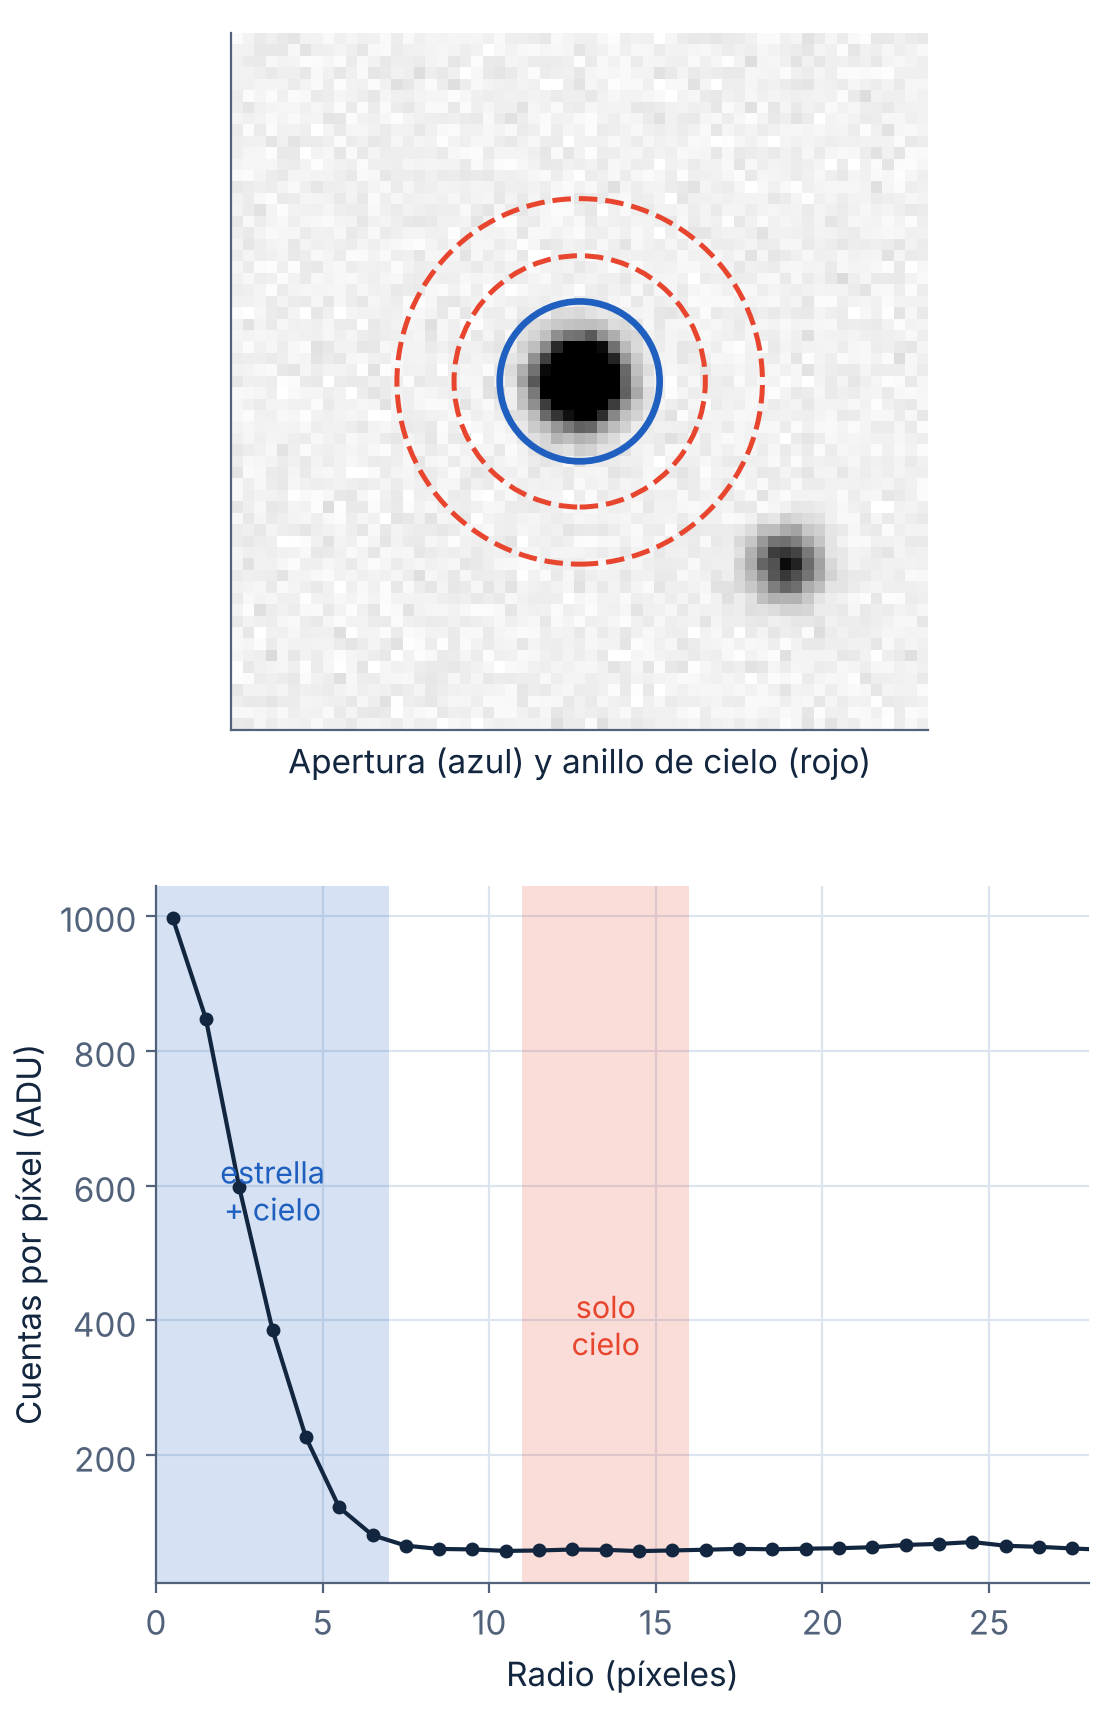 Apertura (azul) y anillo de cielo (rojo)
1000
800
600
400
200
Cuentas por píxel (ADU)
estrella
+ cielo
solo
cielo
0
5
10
15
20
25
Radio (píxeles)